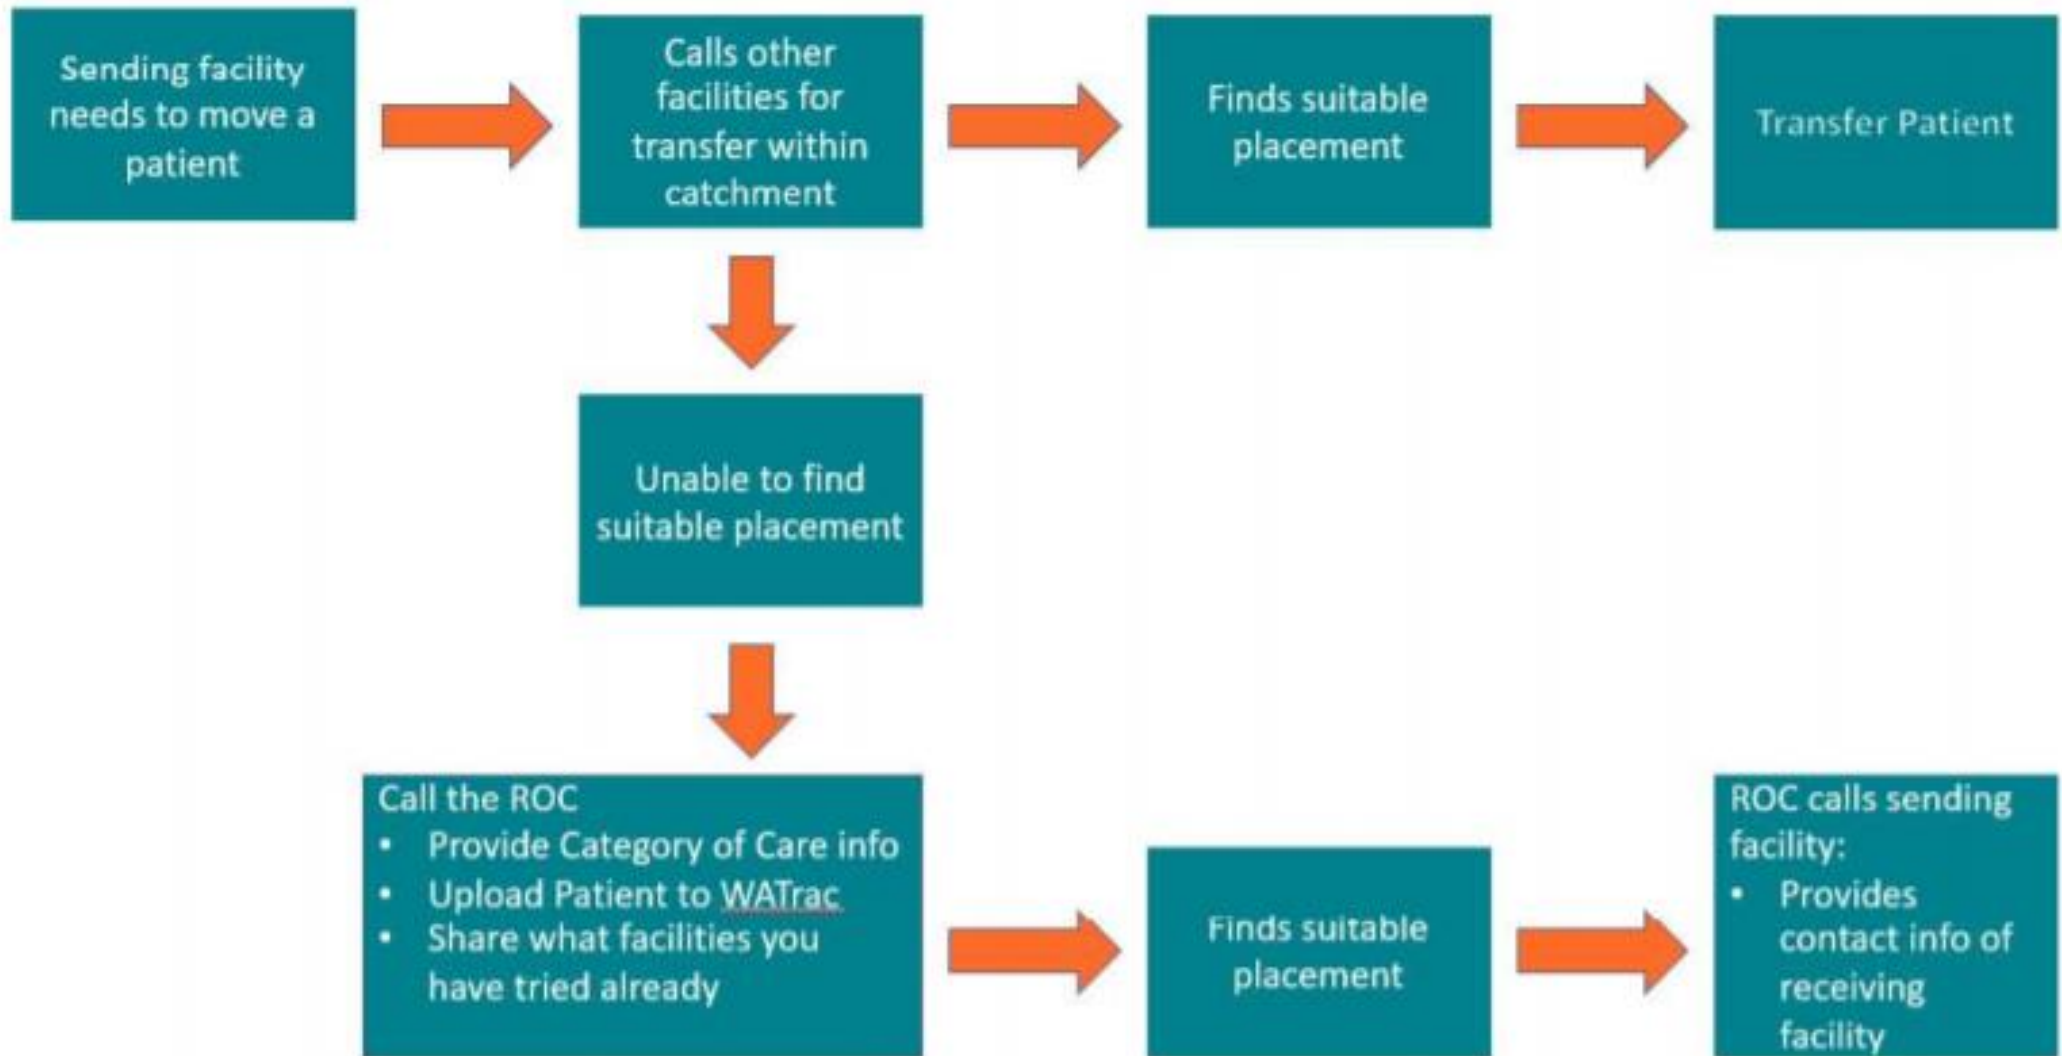 Sending facility
needs to move a
patient
Calls other
facilities for
transfer within
catchment
Finds suitable
placement
Transfer Patient
Unable to find
suitable placement
Call the ROC
• Provide Category of Care info
• Upload Patient to WATrac
• Share what facilities you
have tried already
Finds suitable
placement
ROC calls sending
facility:
• Provides
contact info of
receiving
facility